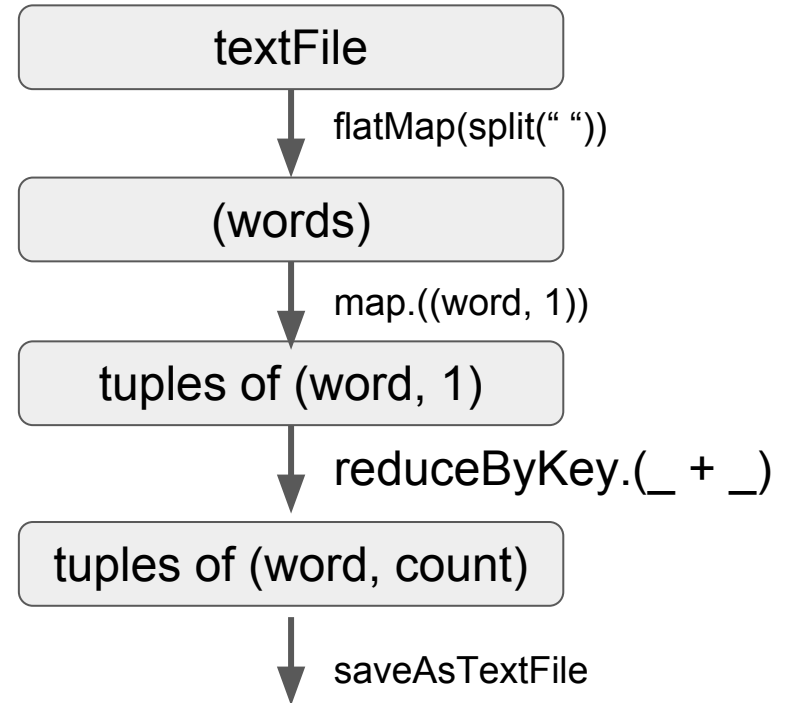 textFile
flatMap(split(“ “))
(words)
map.((word, 1))
tuples of (word, 1)
reduceByKey.(_ + _)
tuples of (word, count)
saveAsTextFile